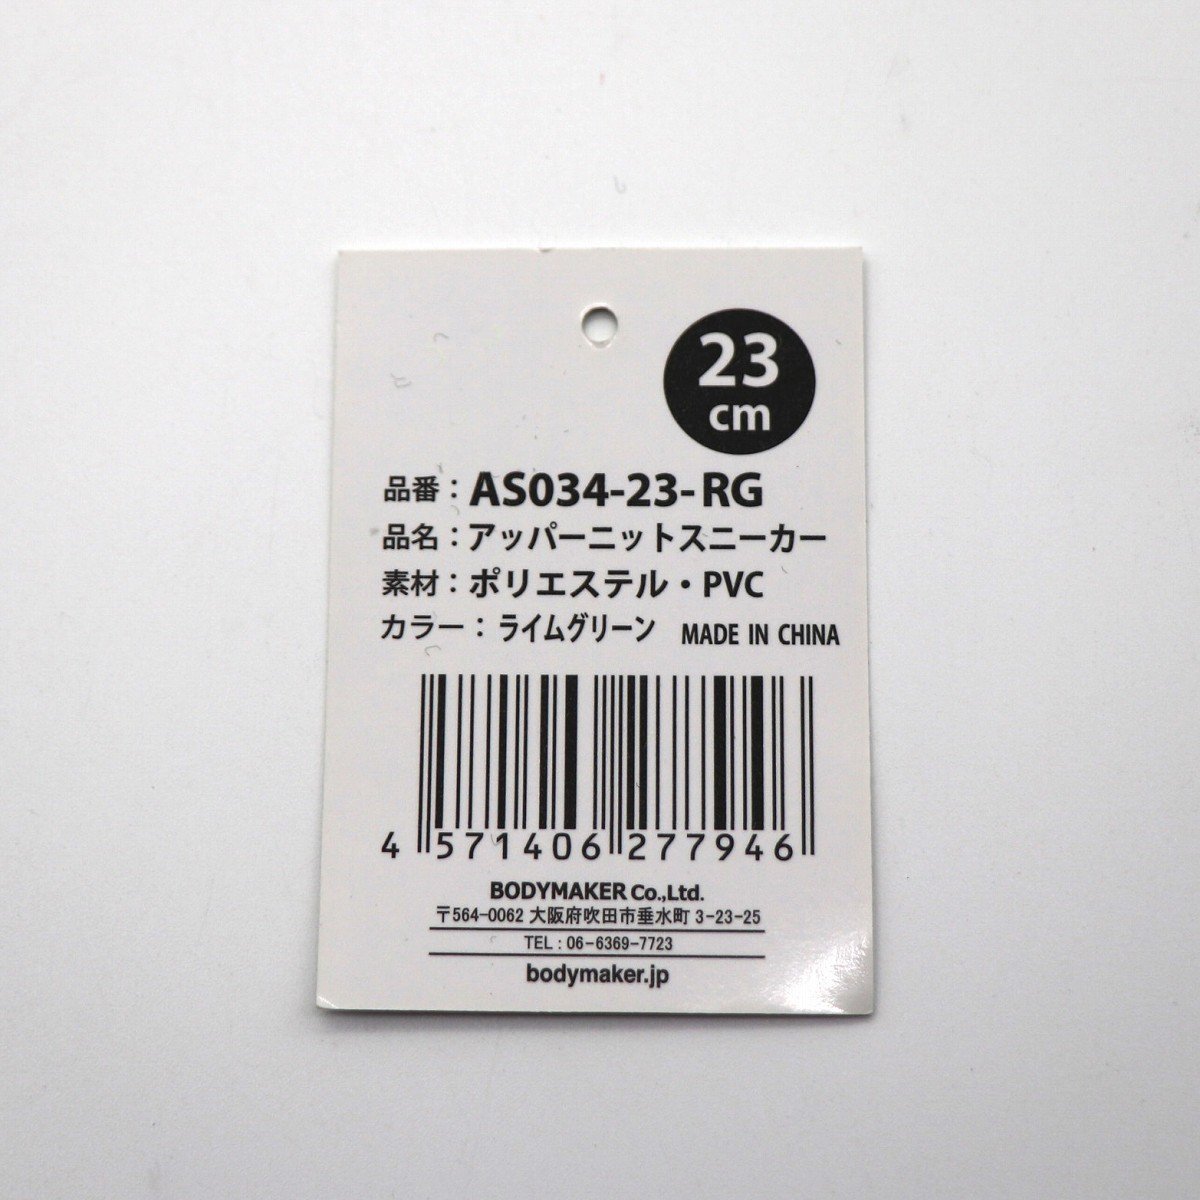 23
cm
品番：AS034-23-RG
品名：アッパーニットスニーカー
素材：ポリエステル・PVC
カラー：ライムグリーン MADE IN CHINA
4 571406 277946
BODYMAKER Co.,Ltd.
〒564-0062 大阪府吹田市垂水町 3-23-25
TEL : 06-6369-7723
bodymaker.jp